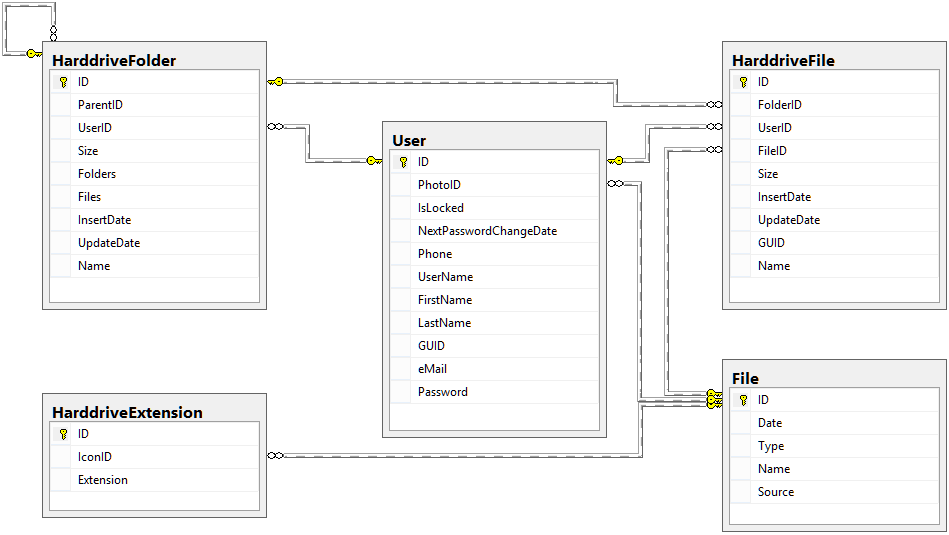 HarddriveFolder
ID
ParentID
UserID
Size
Folders
Files
InsertDate
UpdateDate
Name
User
ID
PhotoID
IsLocked
NextPasswordChangeDate
Phone
UserName
FirstName
LastName
GUID
eMail
Password
HarddriveFile
ID
FolderID
UserID
FileID
Size
InsertDate
UpdateDate
GUID
Name
HarddriveExtension
ID
IconID
Extension
File
ID
Date
Type
Name
Source